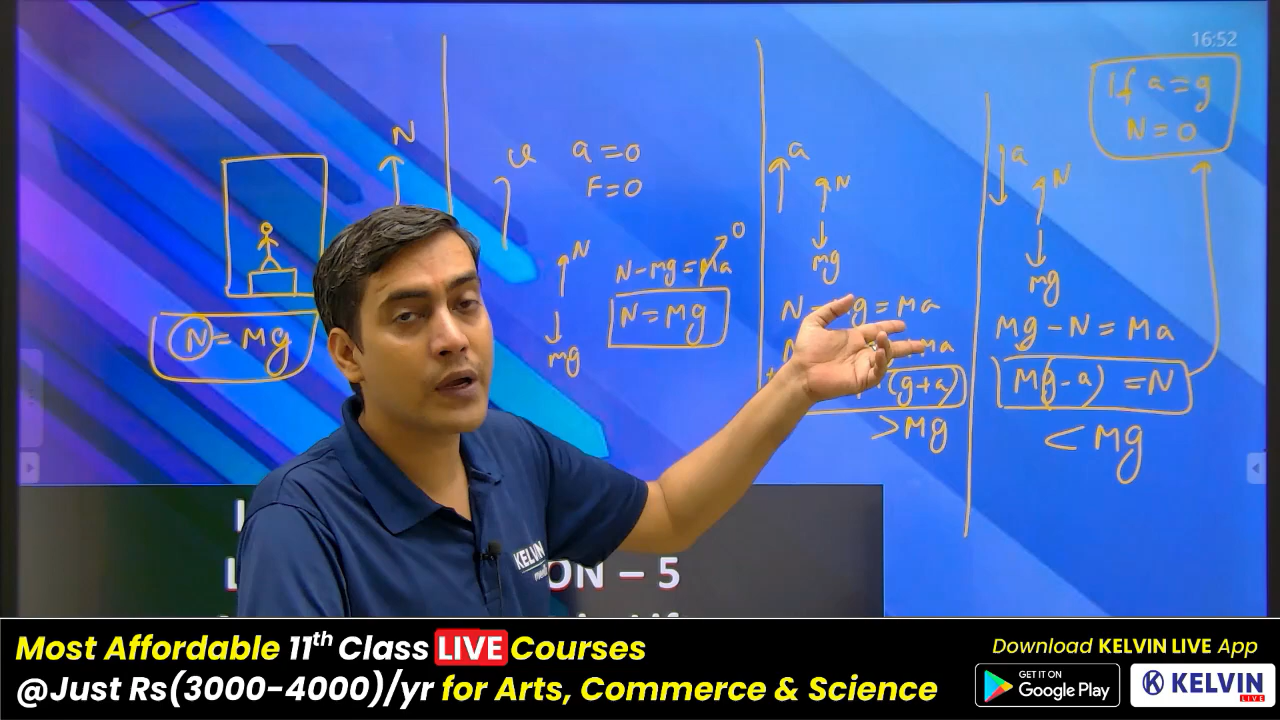 16:52
N
N = Mg
v a = 0
F = 0
N
mg
N - mg = Ma 0
N = Mg
a
N
mg
= Ma
(g + a)
> Mg
a
N
mg
Mg - N = Ma
M(g - a) = N
< Mg
If a = g
N = 0
ON – 5
KELVIN
Most Affordable 11th Class LIVE Courses
@Just Rs(3000-4000)/yr for Arts, Commerce & Science
Download KELVIN LIVE App
GET IT ON
Google Play
KELVIN
LIVE